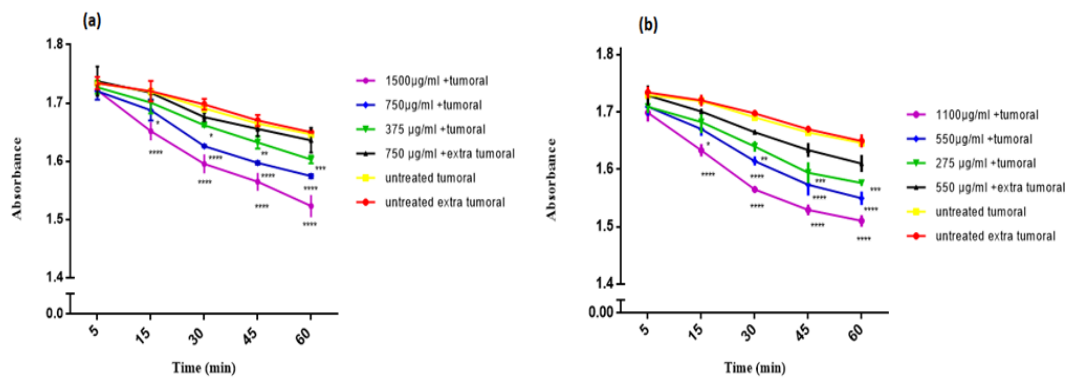 (a)
1.8
1.7
1.6
1.5
1.4
0.0
Absorbance
5
15
30
45
60
Time (min)
*
****
*
****
****
**
****
****
***
****
****
1500µg/ml +tumoral
750µg/ml +tumoral
375 µg/ml +tumoral
750 µg/ml +extra tumoral
untreated tumoral
untreated extra tumoral
(b)
1.8
1.7
1.6
1.5
1.4
0.00
Absorbance
5
15
30
45
60
Time (min)
*
****
**
****
****
***
****
****
***
****
****
1100µg/ml +tumoral
550µg/ml +tumoral
275 µg/ml +tumoral
550 µg/ml +extra tumoral
untreated tumoral
untreated extra tumoral